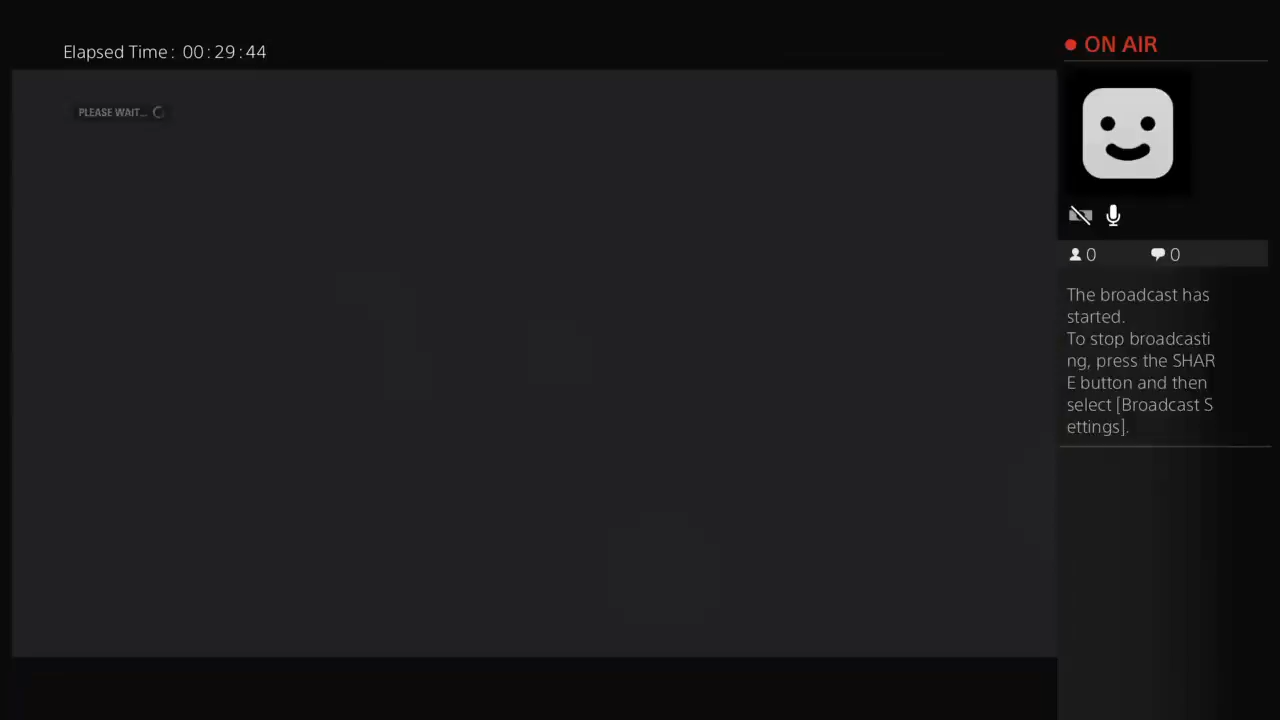 Elapsed Time: 00:29:44
ON AIR
PLEASE WAIT...
0 0
The broadcast has
started.
To stop broadcasti
ng, press the SHAR
E button and then
select [Broadcast S
ettings].